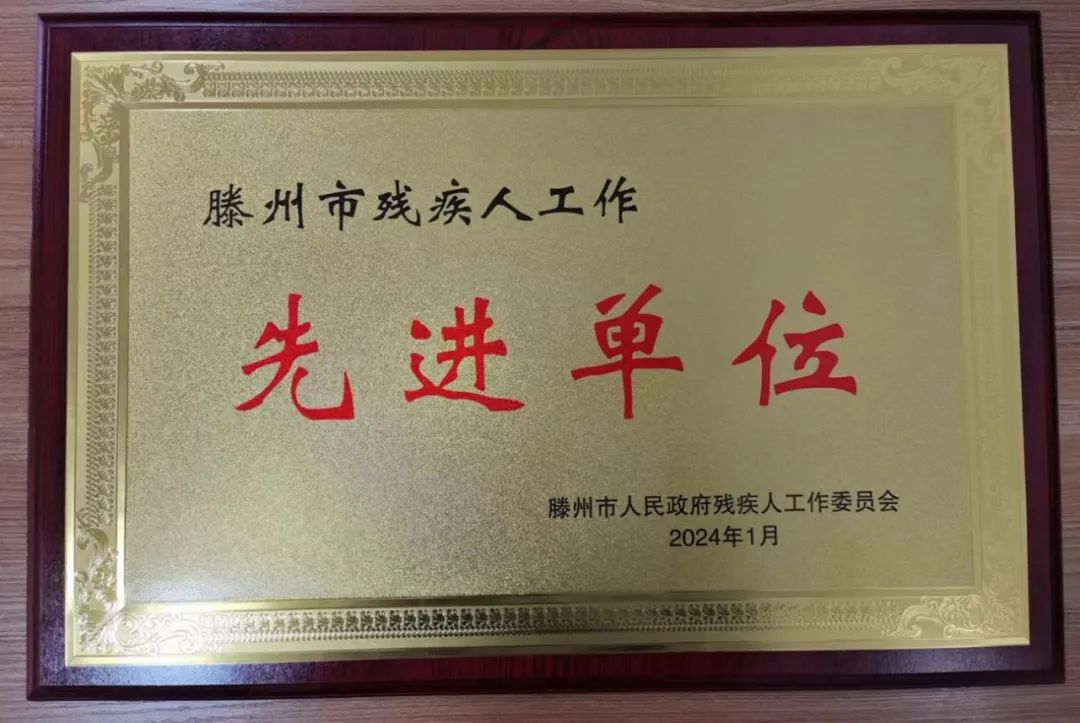 滕州市残疾人工作
先进单位
滕州市人民政府残疾人工作委员会
2024年1月